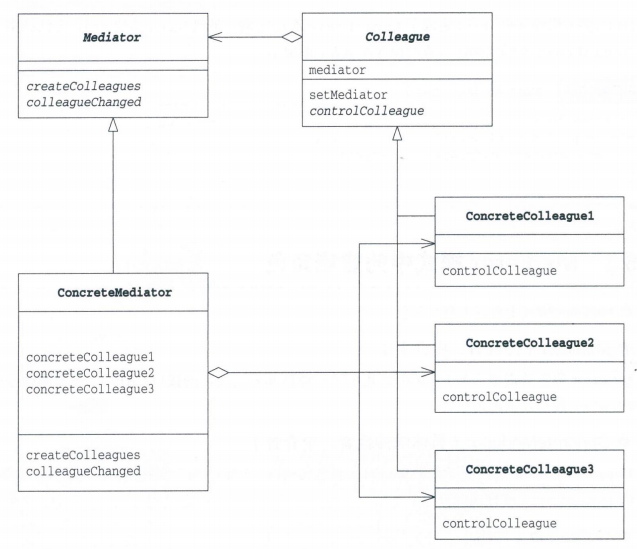 Mediator
createColleagues
colleagueChanged
Colleague
mediator
setMediator
controlColleague
ConcreteColleague1
controlColleague
ConcreteMediator
concreteColleague1
concreteColleague2
concreteColleague3
createColleagues
colleagueChanged
ConcreteColleague2
controlColleague
ConcreteColleague3
controlColleague